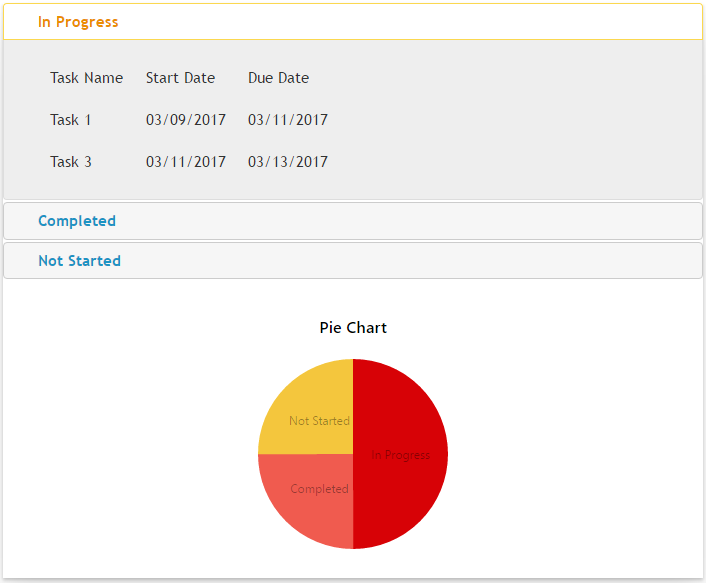 In Progress
Task Name Start Date Due Date
Task 1 03/09/2017 03/11/2017
Task 3 03/11/2017 03/13/2017
Completed
Not Started
Pie Chart
Not Started
In Progress
Completed